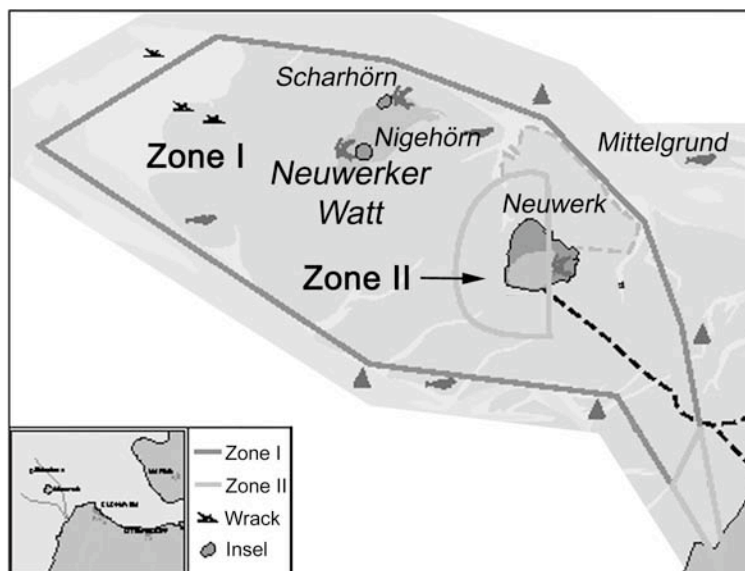 Scharhörn
Nigehörn
Mittelgrund
Zone I
Neuwerker
Watt
Neuwerk
Zone II
Zone I
Zone II
Wrack
Insel